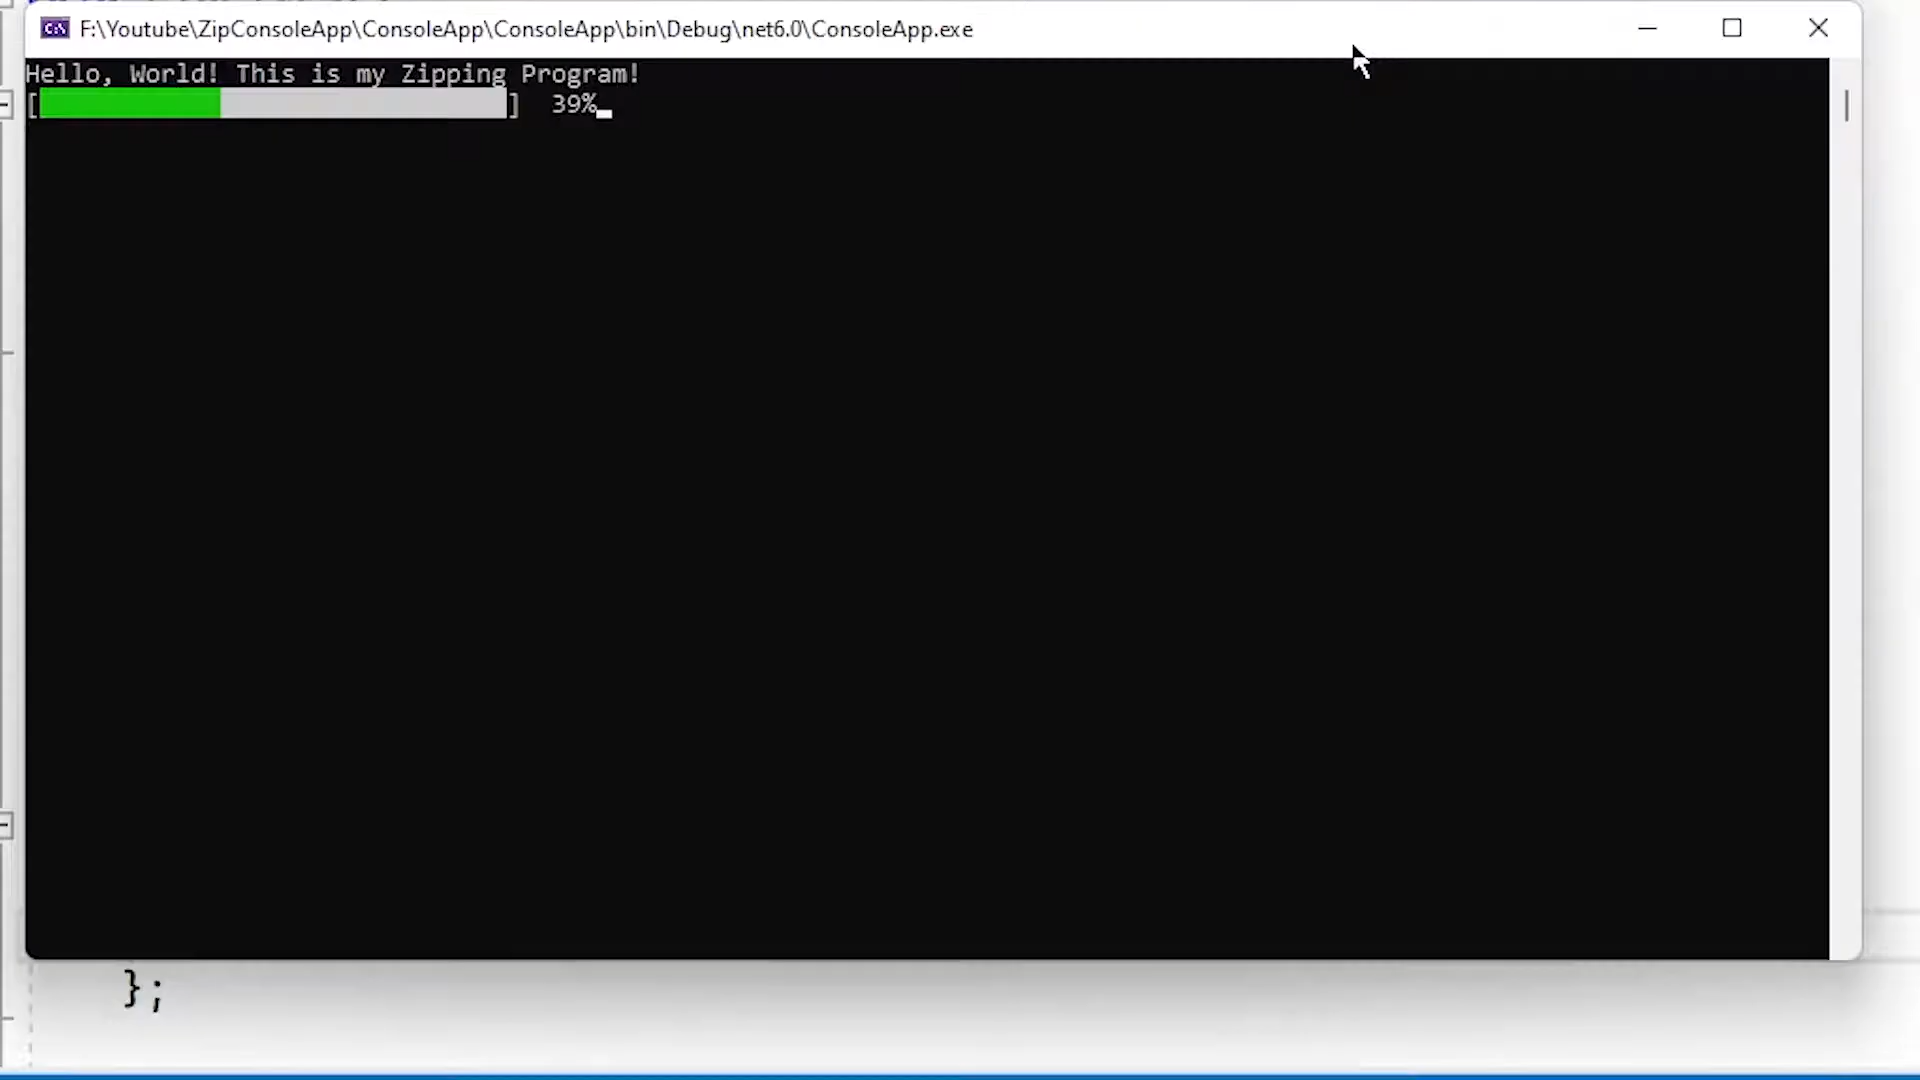 F:\Youtube\ZipConsoleApp\ConsoleApp\ConsoleApp\bin\Debug\net6.0\ConsoleApp.exe
Hello, World! This is my Zipping Program!
[] 39%
};